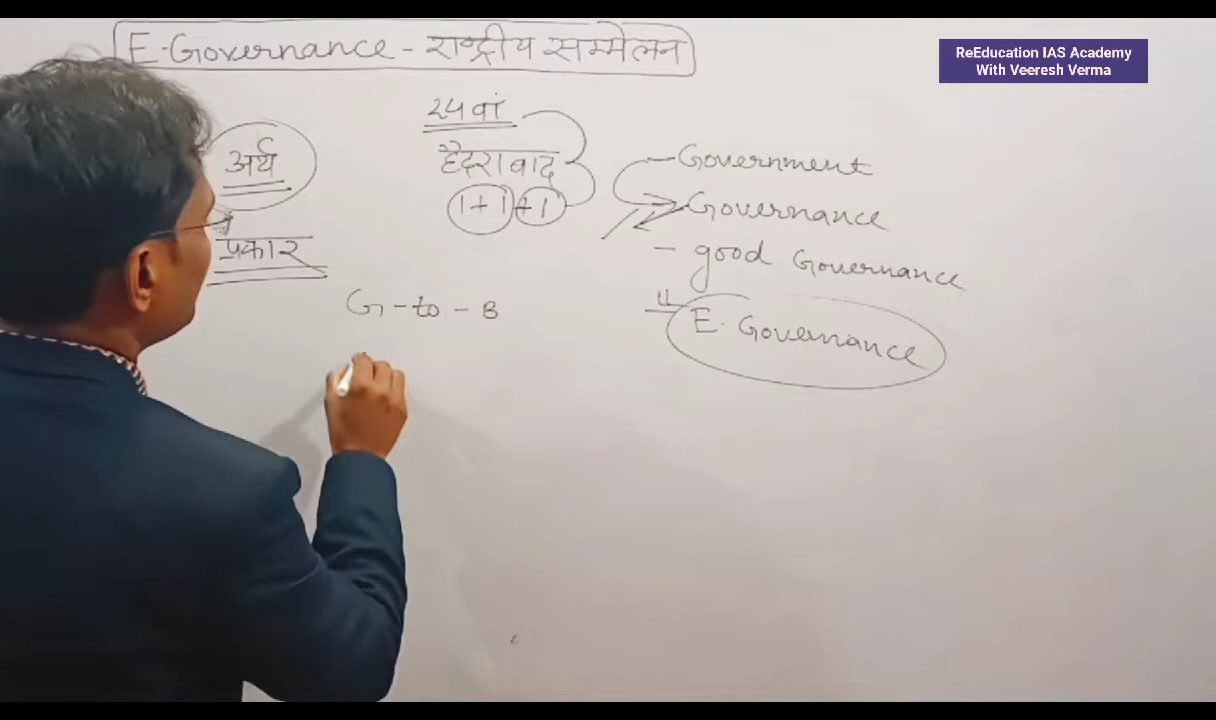 E-Governance - राष्ट्रीय सम्मेलन
ReEducation IAS Academy
With Veeresh Verma
24वां
अर्थ
हैदरावाद
1+1+1
प्रकार
Government
Governance
- good Governance
E. Governance
G-to-B